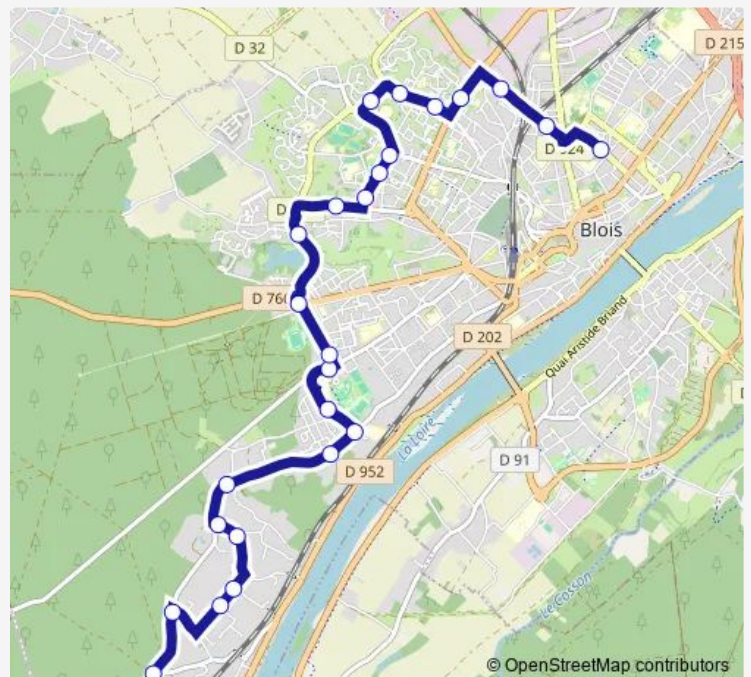 D 32
D 215
D 924
D
Blois
D 766
D 202
Quai Aristide Briand
La Loire
D 952
D 91
Le Cosson
© OpenStreetMap contributors